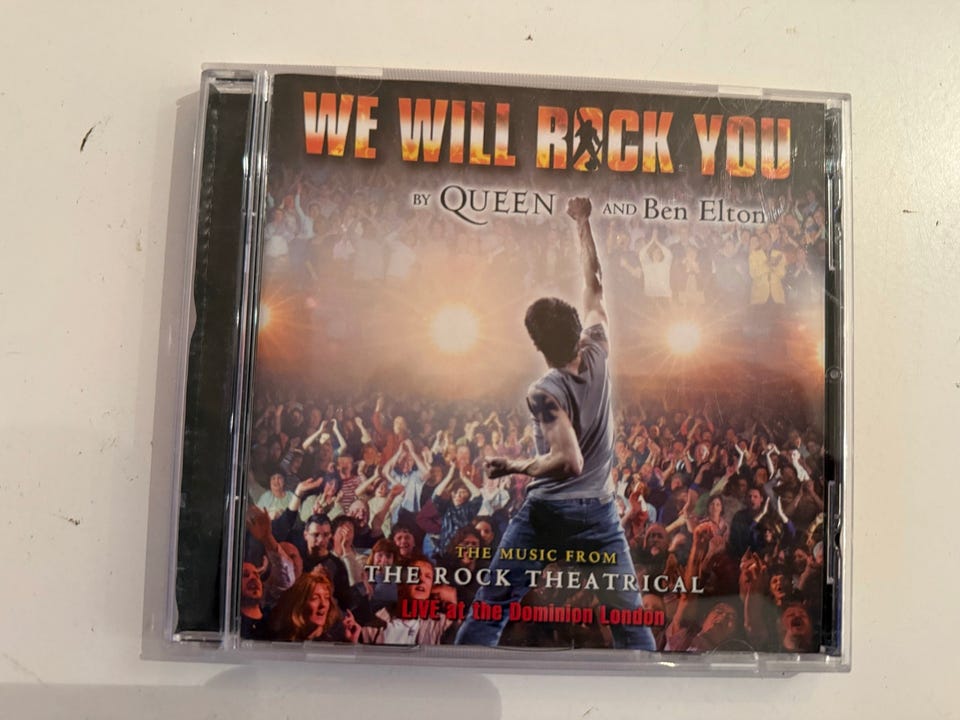 WE WILL ROCK YOU
BY QUEEN AND Ben Elton
THE MUSIC FROM
THE ROCK THEATRICAL
LIVE at the Dominion London